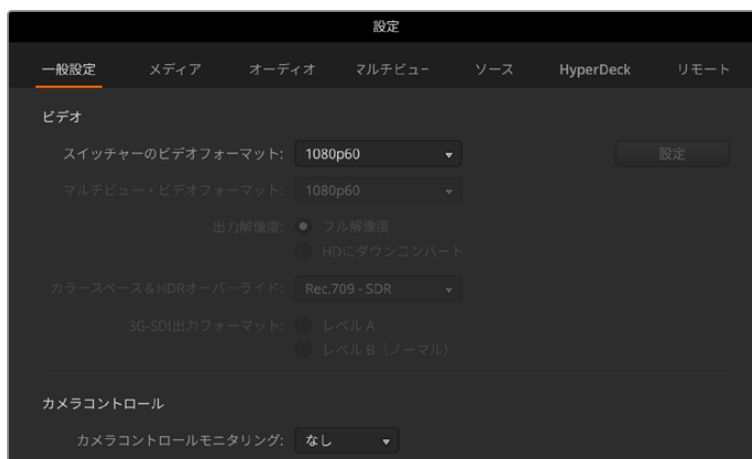 設定
一般設定 メディア オーディオ マルチビュー ソース HyperDeck リモート
ビデオ
スイッチャーのビデオフォーマット: 1080p60 設定
マルチビュー・ビデオフォーマット: 1080p60
出力解像度: フル解像度
HDにダウンコンバート
カラースペース&HDRオーバーライド: Rec.709 - SDR
3G-SDI出力フォーマット: レベル A
レベル B（ノーマル）
カメラコントロール
カメラコントロールモニタリング: なし